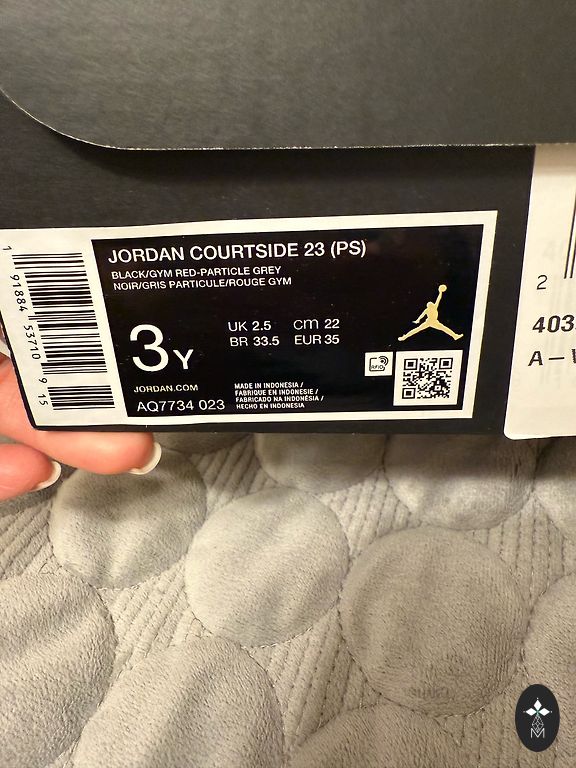 JORDAN COURTSIDE 23 (PS)
BLACK/GYM RED-PARTICLE GREY
NOIR/GRIS PARTICULE/ROUGE GYM
3Y
UK 2.5 cm 22
BR 33.5 EUR 35
RFID
JORDAN.COM
AQ7734 023
MADE IN INDONESIA /
FABRIQUE EN INDONESIE /
FABRICADO NA INDONÉSIA /
HECHO EN INDONESIA
1 91884 53710 9 15
2
403
A –
M